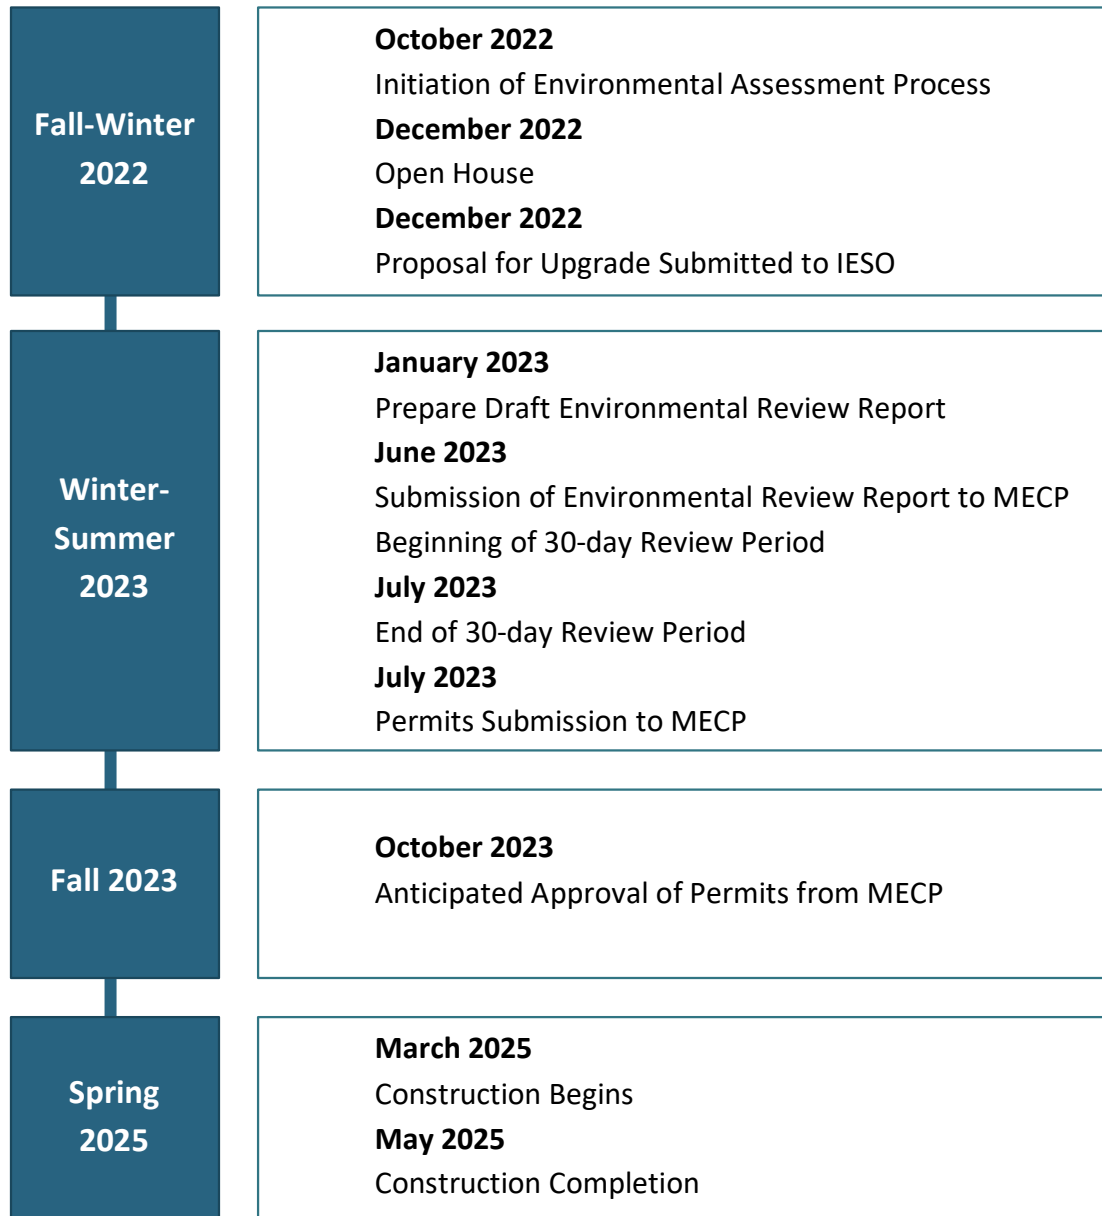 Fall-Winter
2022
October 2022
Initiation of Environmental Assessment Process
December 2022
Open House
December 2022
Proposal for Upgrade Submitted to IESO
Winter-
Summer
2023
January 2023
Prepare Draft Environmental Review Report
June 2023
Submission of Environmental Review Report to MECP
Beginning of 30-day Review Period
July 2023
End of 30-day Review Period
July 2023
Permits Submission to MECP
Fall 2023
October 2023
Anticipated Approval of Permits from MECP
Spring
2025
March 2025
Construction Begins
May 2025
Construction Completion